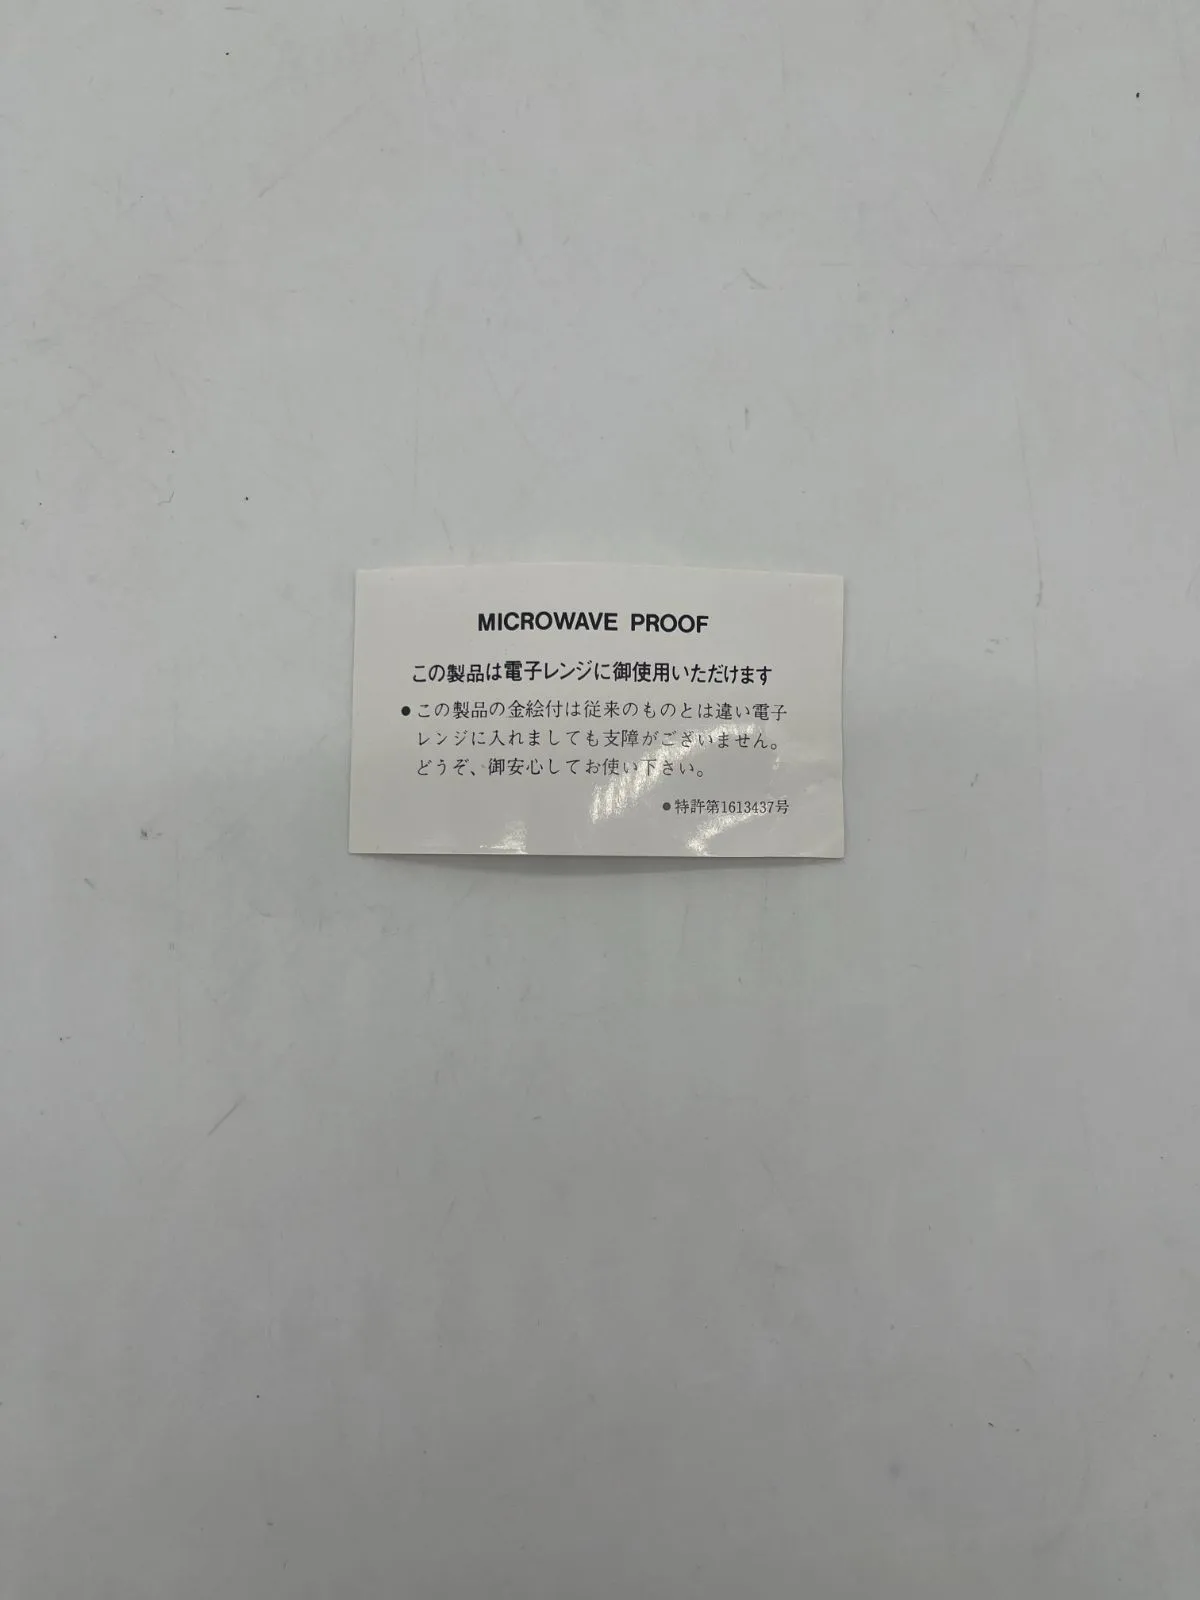 MICROWAVE PROOF
この製品は電子レンジに御使用いただけます
●この製品の金絵付は従来のものとは違い電子
レンジに入れましても支障がございません。
どうぞ、御安心してお使い下さい。
●特許第1613437号